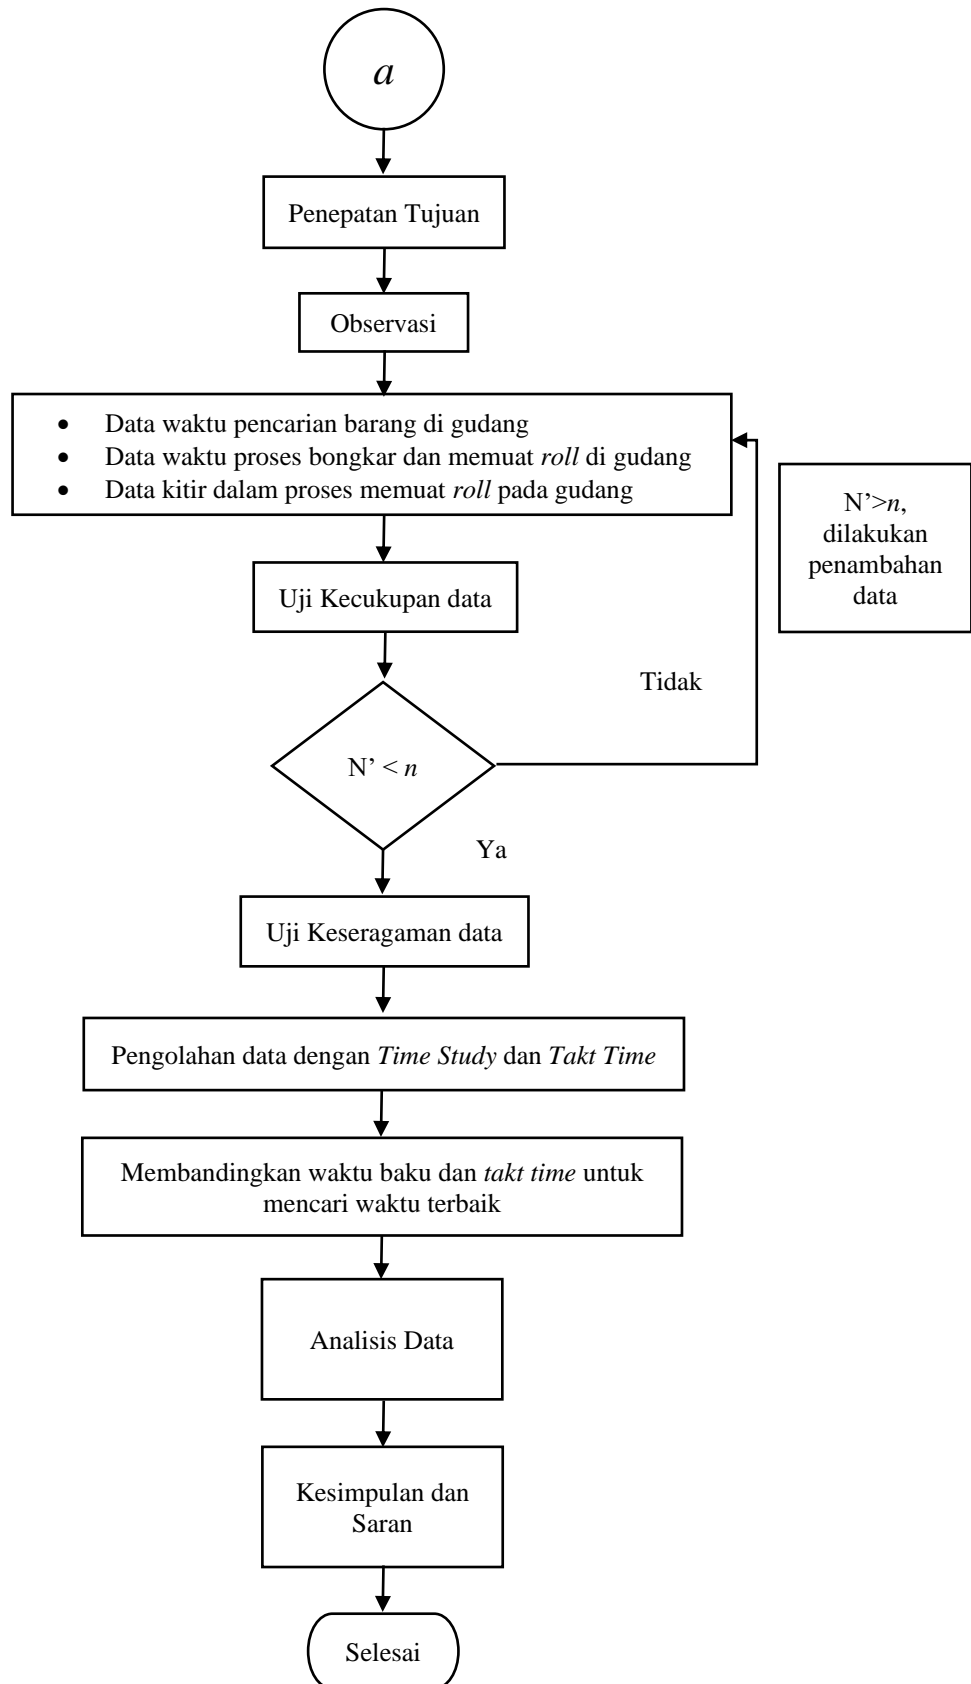 a
Penepatan Tujuan
Observasi
• Data waktu pencarian barang di gudang
• Data waktu proses bongkar dan memuat roll di gudang
• Data kitir dalam proses memuat roll pada gudang
N’>n,
dilakukan
penambahan
data
Uji Kecukupan data
Tidak
N’ < n
Ya
Uji Keseragaman data
Pengolahan data dengan Time Study dan Takt Time
Membandingkan waktu baku dan takt time untuk
mencari waktu terbaik
Analisis Data
Kesimpulan dan
Saran
Selesai